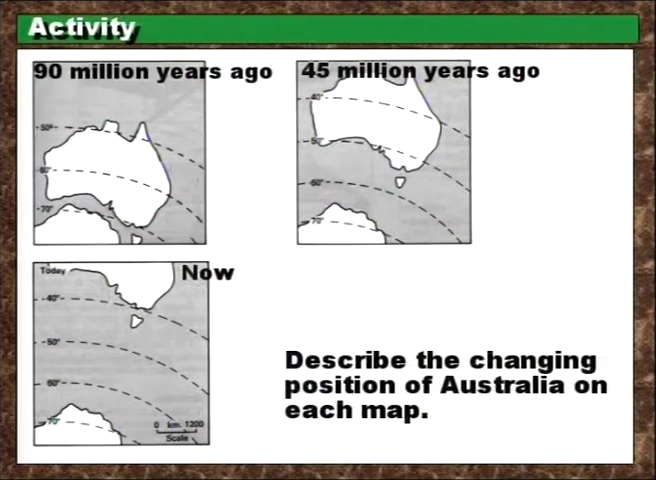 Activity
90 million years ago
50°
60°
70°
45 million years ago
40°
50°
60°
70°
Today
Now
40°
50°
60°
70°
0 km. 1200
Scale
Describe the changing
position of Australia on
each map.